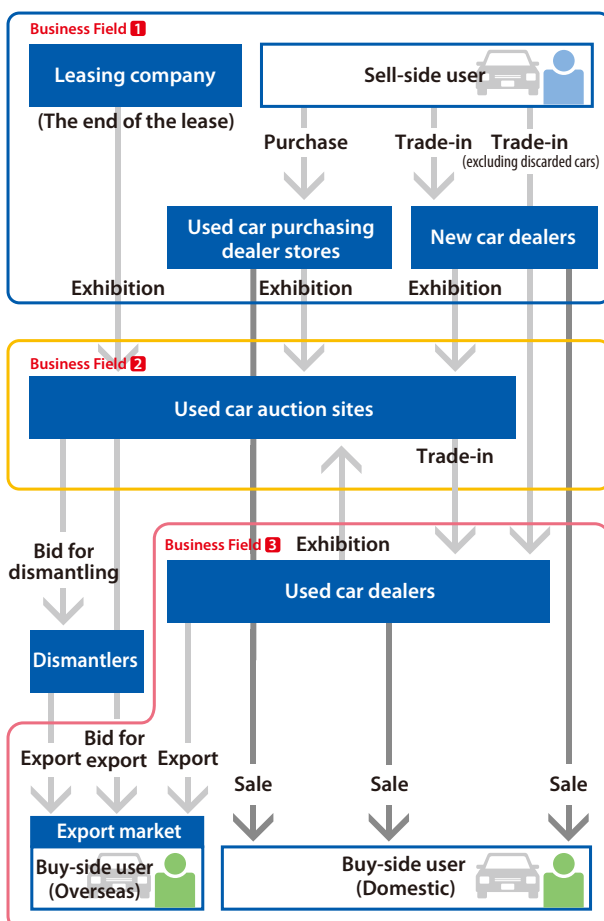 Business Field 1
Leasing company
(The end of the lease)
Sell-side user
Purchase
Trade-in
Trade-in
(excluding discarded cars)
Used car purchasing
dealer stores
New car dealers
Exhibition
Exhibition
Exhibition
Business Field 2
Used car auction sites
Trade-in
Bid for
dismantling
Business Field 3
Exhibition
Used car dealers
Dismantlers
Export
Bid for
export
Export
Sale
Sale
Sale
Export market
Buy-side user
(Overseas)
Buy-side user
(Domestic)